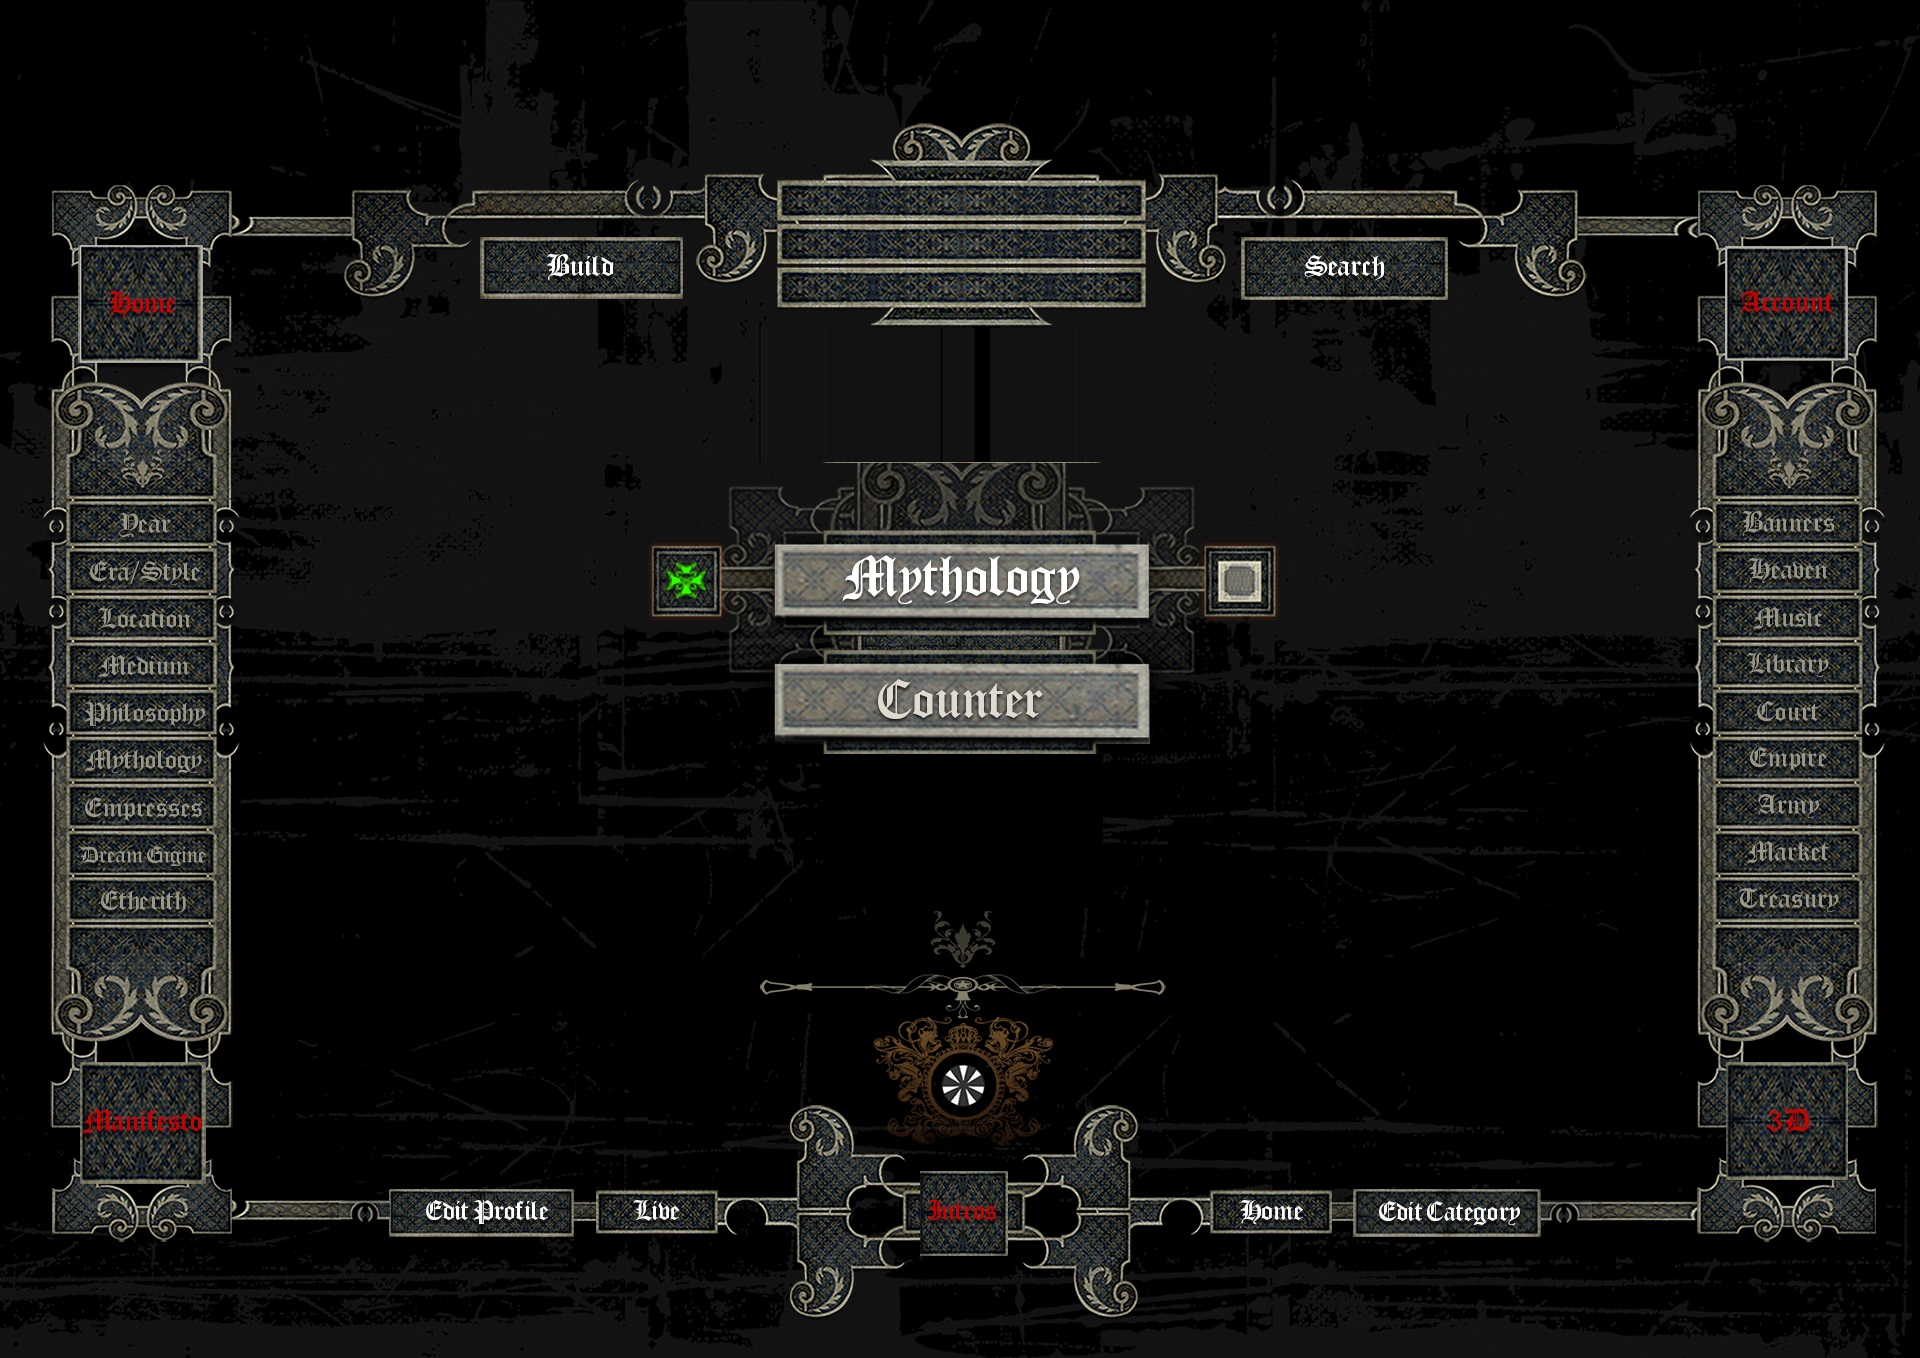 Build
Search
Home
Account
Year
Era/Style
Location
Medium
Philosophy
Mythology
Empresses
Dream Engine
Etherith
Mythology
Counter
Banners
Heaven
Music
Library
Court
Empire
Army
Market
Treasury
Manifesto
3D
Edit Profile
Live
Intros
Home
Edit Category